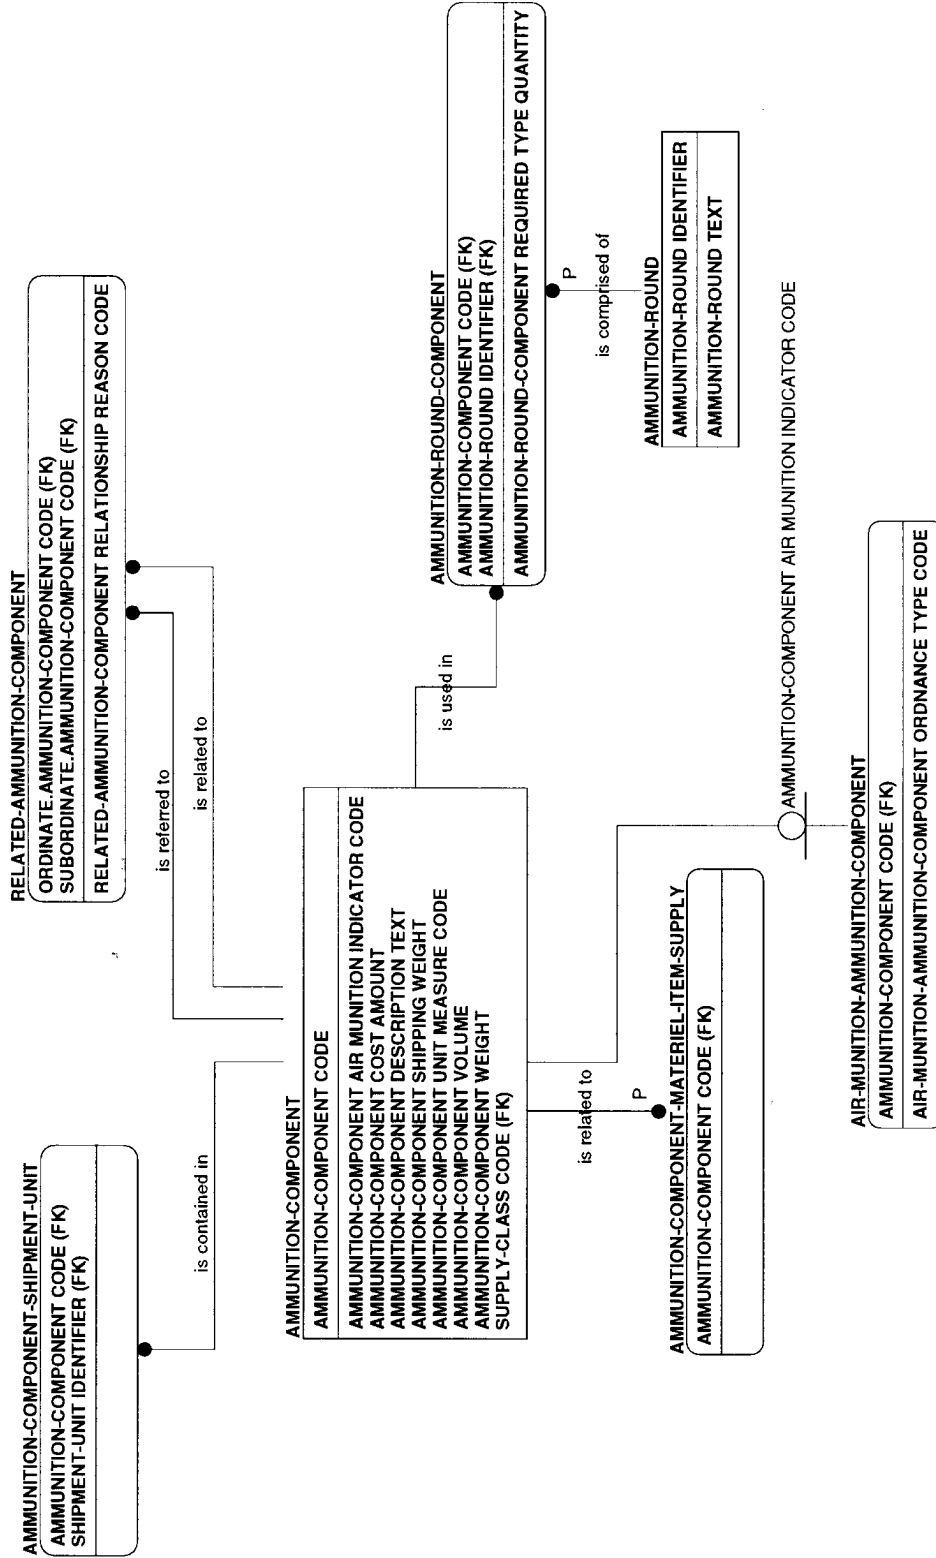 AMMUNITION-COMPONENT-SHIPMENT-UNIT
AMMUNITION-COMPONENT CODE (FK)
SHIPMENT-UNIT IDENTIFIER (FK)
RELATED-AMMUNITION-COMPONENT
ORDINATE.AMMUNITION-COMPONENT CODE (FK)
SUBORDINATE.AMMUNITION-COMPONENT CODE (FK)
RELATED-AMMUNITION-COMPONENT RELATIONSHIP REASON CODE
is contained in
is referred to
is related to
AMMUNITION-COMPONENT
AMMUNITION-COMPONENT CODE
AMMUNITION-COMPONENT AIR MUNITION INDICATOR CODE
AMMUNITION-COMPONENT COST AMOUNT
AMMUNITION-COMPONENT DESCRIPTION TEXT
AMMUNITION-COMPONENT SHIPPING WEIGHT
AMMUNITION-COMPONENT UNIT MEASURE CODE
AMMUNITION-COMPONENT VOLUME
AMMUNITION-COMPONENT WEIGHT
SUPPLY-CLASS CODE (FK)
is used in
AMMUNITION-ROUND-COMPONENT
AMMUNITION-COMPONENT CODE (FK)
AMMUNITION-ROUND IDENTIFIER (FK)
AMMUNITION-ROUND-COMPONENT REQUIRED TYPE QUANTITY
P
is comprised of
AMMUNITION-ROUND
AMMUNITION-ROUND IDENTIFIER
AMMUNITION-ROUND TEXT
is related to
P
AMMUNITION-COMPONENT-MATERIEL-ITEM-SUPPLY
AMMUNITION-COMPONENT CODE (FK)
AMMUNITION-COMPONENT AIR MUNITION INDICATOR CODE
AIR-MUNITION-AMMUNITION-COMPONENT
AMMUNITION-COMPONENT CODE (FK)
AIR-MUNITION-AMMUNITION-COMPONENT ORDNANCE TYPE CODE